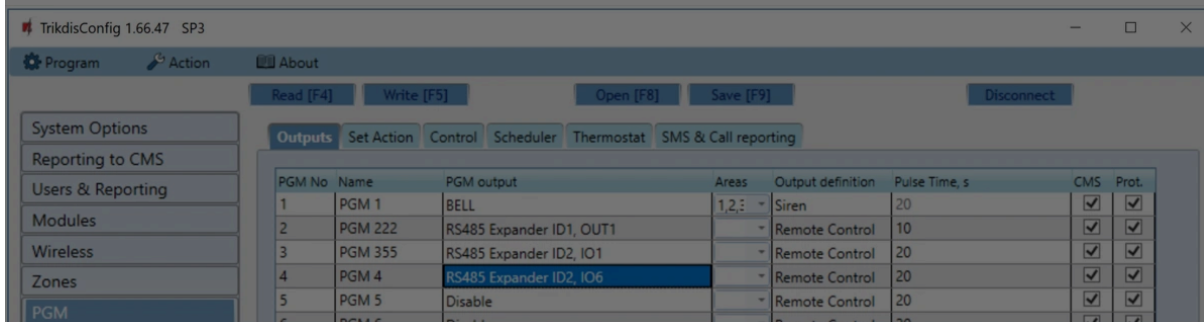 TrikdisConfig 1.66.47 SP3
Program Action About
Read [F4] Write [F5] Open [F8] Save [F9] Disconnect
System Options
Reporting to CMS
Users & Reporting
Modules
Wireless
Zones
PGM
Outputs Set Action Control Scheduler Thermostat SMS & Call reporting
PGM No Name PGM output Areas Output definition Pulse Time, s CMS Prot.
1 PGM 1 BELL 1,2, Siren 20
2 PGM 222 RS485 Expander ID1, OUT1 Remote Control 10
3 PGM 355 RS485 Expander ID2, IO1 Remote Control 20
4 PGM 4 RS485 Expander ID2, IO6 Remote Control 20
5 PGM 5 Disable Remote Control 20